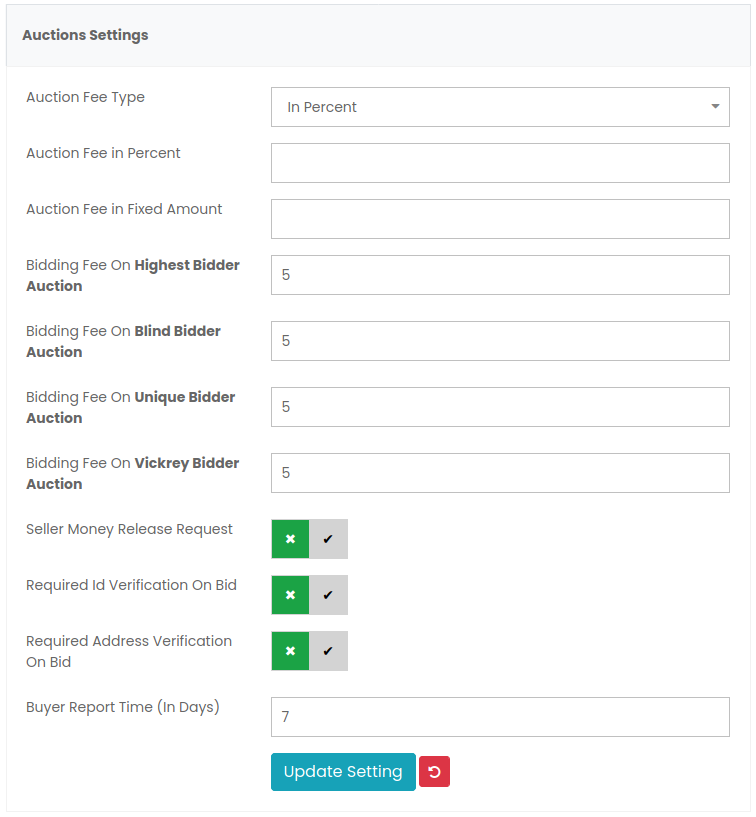 Auctions Settings
Auction Fee Type
In Percent
Auction Fee in Percent
Auction Fee in Fixed Amount
Bidding Fee On Highest Bidder
Auction
5
Bidding Fee On Blind Bidder
Auction
5
Bidding Fee On Unique Bidder
Auction
5
Bidding Fee On Vickrey Bidder
Auction
5
Seller Money Release Request
Required Id Verification On Bid
Required Address Verification
On Bid
Buyer Report Time (In Days)
7
Update Setting